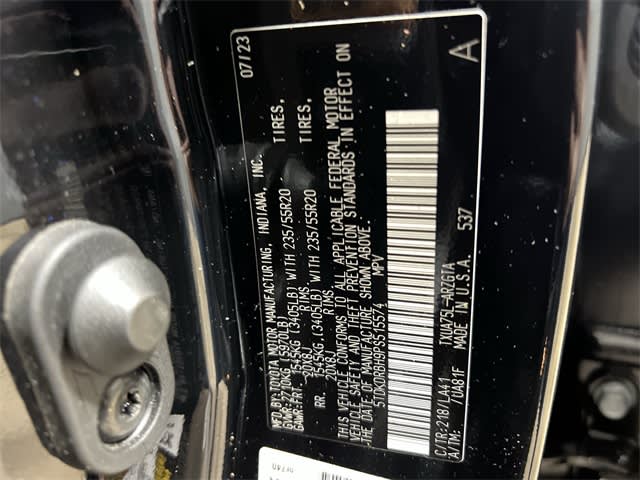 MFD.BY:TOYOTA MOTOR MANUFACTURING, INDIANA, INC. 07/23
GVWR:2710KG (5970LB)
GAWR:FR. 1545KG (3405LB) WITH 235/55R20 TIRES,
20X8J RIMS
RR. 1545KG (3405LB) WITH 235/55R20 TIRES,
20X8J RIMS
THIS VEHICLE CONFORMS TO ALL APPLICABLE FEDERAL MOTOR
VEHICLE SAFETY AND THEFT PREVENTION STANDARDS IN EFFECT ON
THE DATE OF MANUFACTURE SHOWN ABOVE.
5TDKDRBH9PS515574 MPV
C/TR:218/LA41 TXUA75L-ARZGTA A
A/TM: /UA81F MADE IN U.S.A. 537